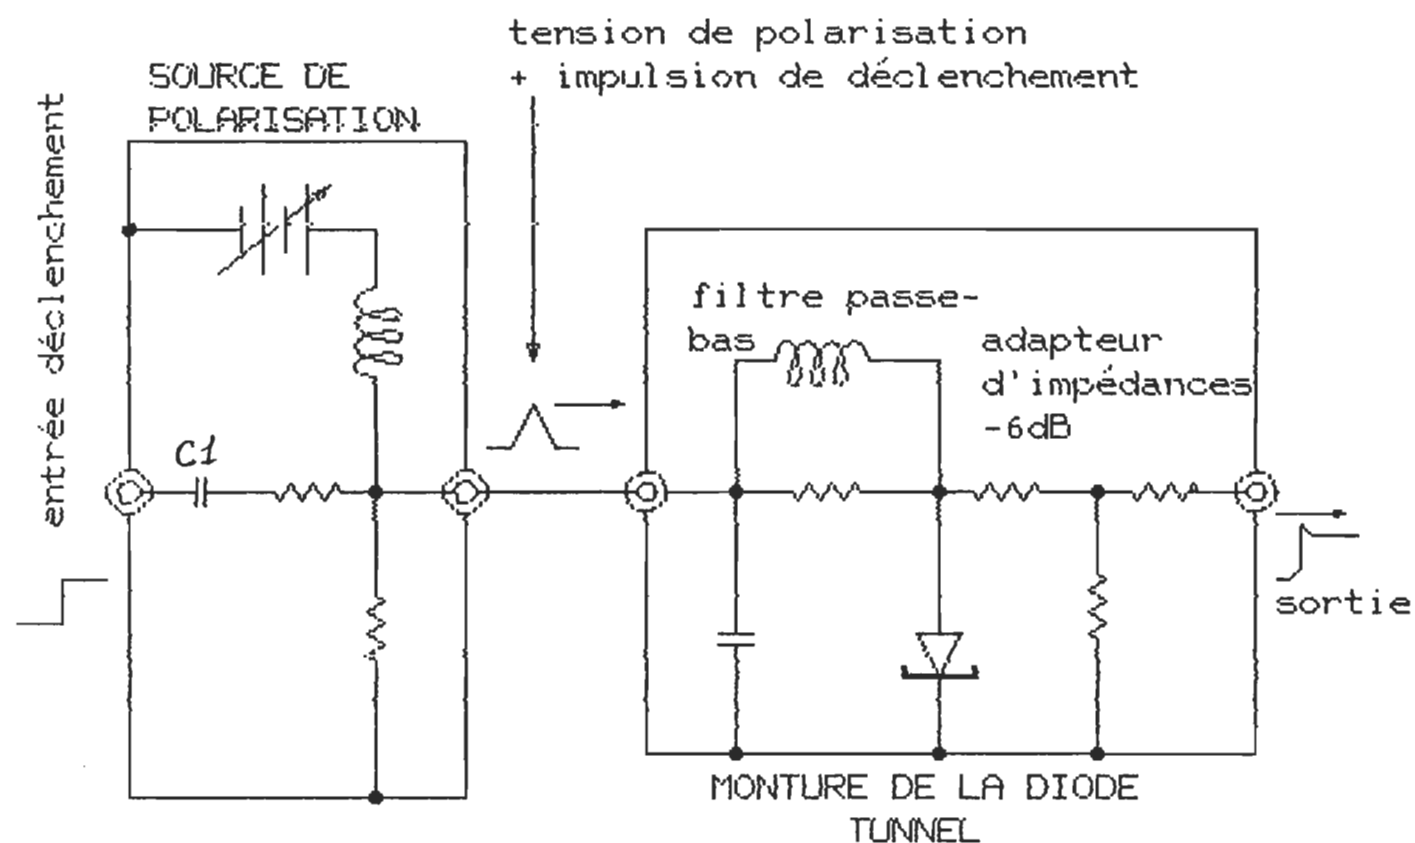 tension de polarisation
+ impulsion de déclenchement
SOURCE DE
POLARISATION
entrée déclenchement
filtre passe-
bas
adapteur
d'impédances
-6dB
C1
sortie
MONTURE DE LA DIODE
TUNNEL